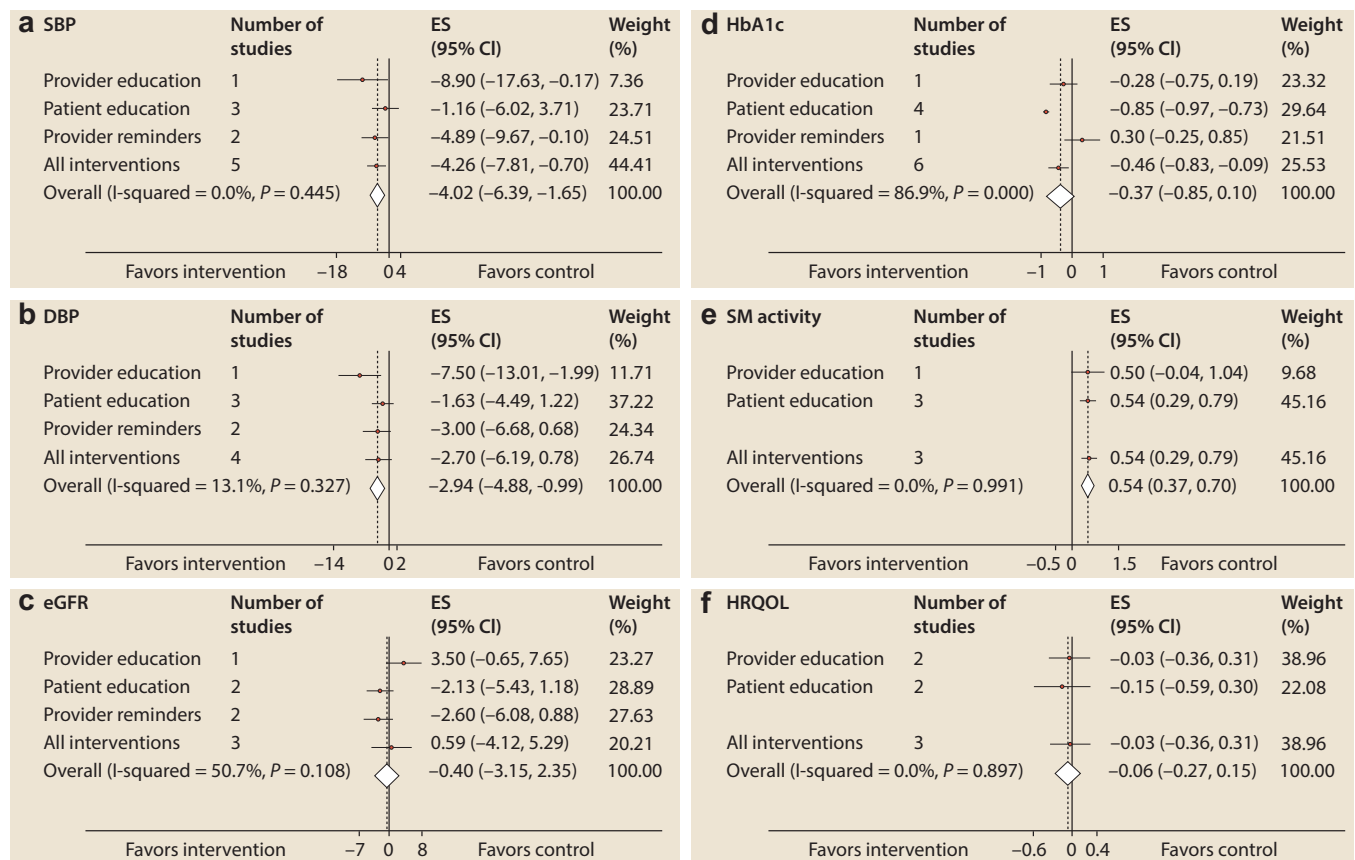 a SBP Number of studies ES (95% Cl) Weight (%)
Provider education 1 –8.90 (–17.63, –0.17) 7.36
Patient education 3 –1.16 (–6.02, 3.71) 23.71
Provider reminders 2 –4.89 (–9.67, –0.10) 24.51
All interventions 5 –4.26 (–7.81, –0.70) 44.41
Overall (I-squared = 0.0%, P = 0.445) –4.02 (–6.39, –1.65) 100.00
Favors intervention –18 0 4 Favors control
b DBP Number of studies ES (95% Cl) Weight (%)
Provider education 1 –7.50 (–13.01, –1.99) 11.71
Patient education 3 –1.63 (–4.49, 1.22) 37.22
Provider reminders 2 –3.00 (–6.68, 0.68) 24.34
All interventions 4 –2.70 (–6.19, 0.78) 26.74
Overall (I-squared = 13.1%, P = 0.327) –2.94 (–4.88, -0.99) 100.00
Favors intervention –14 0 2 Favors control
c eGFR Number of studies ES (95% Cl) Weight (%)
Provider education 1 3.50 (–0.65, 7.65) 23.27
Patient education 2 –2.13 (–5.43, 1.18) 28.89
Provider reminders 2 –2.60 (–6.08, 0.88) 27.63
All interventions 3 0.59 (–4.12, 5.29) 20.21
Overall (I-squared = 50.7%, P = 0.108) –0.40 (–3.15, 2.35) 100.00
Favors intervention –7 0 8 Favors control
d HbA1c Number of studies ES (95% Cl) Weight (%)
Provider education 1 –0.28 (–0.75, 0.19) 23.32
Patient education 4 –0.85 (–0.97, –0.73) 29.64
Provider reminders 1 0.30 (–0.25, 0.85) 21.51
All interventions 6 –0.46 (–0.83, –0.09) 25.53
Overall (I-squared = 86.9%, P = 0.000) –0.37 (–0.85, 0.10) 100.00
Favors intervention –1 0 1 Favors control
e SM activity Number of studies ES (95% Cl) Weight (%)
Provider education 1 0.50 (–0.04, 1.04) 9.68
Patient education 3 0.54 (0.29, 0.79) 45.16
All interventions 3 0.54 (0.29, 0.79) 45.16
Overall (I-squared = 0.0%, P = 0.991) 0.54 (0.37, 0.70) 100.00
Favors intervention –0.5 0 1.5 Favors control
f HRQOL Number of studies ES (95% Cl) Weight (%)
Provider education 2 –0.03 (–0.36, 0.31) 38.96
Patient education 2 –0.15 (–0.59, 0.30) 22.08
All interventions 3 –0.03 (–0.36, 0.31) 38.96
Overall (I-squared = 0.0%, P = 0.897) –0.06 (–0.27, 0.15) 100.00
Favors intervention –0.6 0 0.4 Favors control